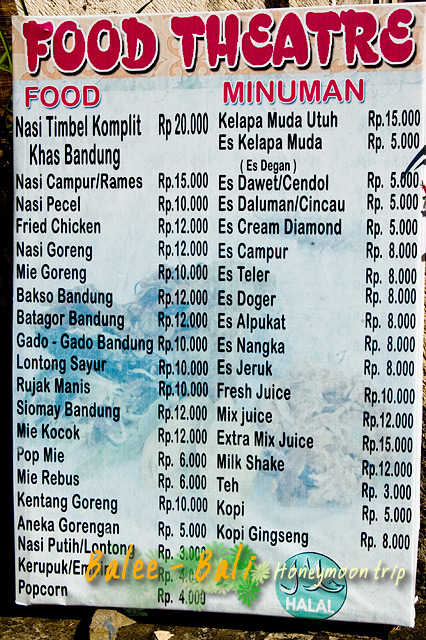 FOOD THEATRE
FOOD
Nasi Timbel Komplit Rp 20.000
Khas Bandung
Nasi Campur/Rames Rp.15.000
Nasi Pecel Rp.10.000
Fried Chicken Rp.12.000
Nasi Goreng Rp.12.000
Mie Goreng Rp.10.000
Bakso Bandung Rp.12.000
Batagor Bandung Rp.12.000
Gado - Gado Bandung Rp.10.000
Lontong Sayur Rp.10.000
Rujak Manis Rp.10.000
Siomay Bandung Rp.12.000
Mie Kocok Rp.12.000
Pop Mie Rp. 6.000
Mie Rebus Rp. 6.000
Kentang Goreng Rp.10.000
Aneka Gorengan Rp. 5.000
Nasi Putih/Lontong Rp. 3.000
Kerupuk/Emping Rp.
Popcorn Rp. 4.000
MINUMAN
Kelapa Muda Utuh Rp.15.000
Es Kelapa Muda Rp. 5.000
( Es Degan )
Es Dawet/Cendol Rp. 5.000
Es Daluman/Cincau Rp. 5.000
Es Cream Diamond Rp. 5.000
Es Campur Rp. 8.000
Es Teler Rp. 8.000
Es Doger Rp. 8.000
Es Alpukat Rp. 8.000
Es Nangka Rp. 8.000
Es Jeruk Rp. 8.000
Fresh Juice Rp.10.000
Mix juice Rp.12.000
Extra Mix Juice Rp.15.000
Milk Shake Rp.12.000
Teh Rp. 3.000
Kopi Rp. 5.000
Kopi Gingseng Rp. 8.000
HALAL
Balee - Bali Honeymoon trip